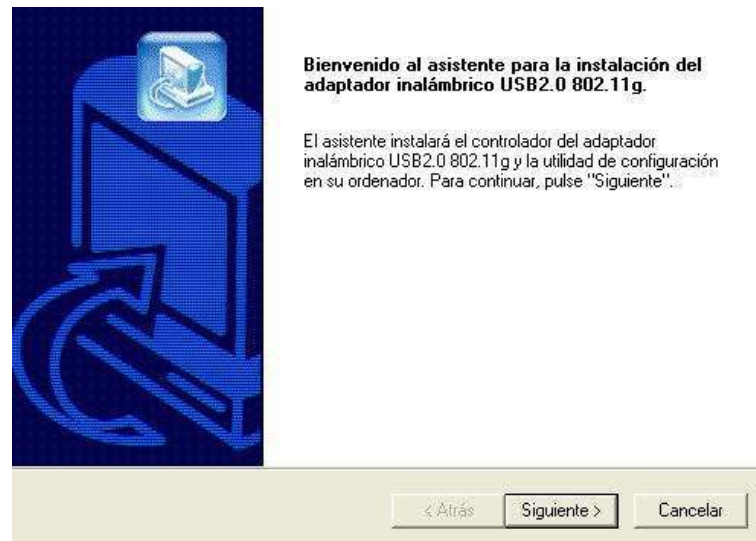 Bienvenido al asistente para la instalación del
adaptador inalámbrico USB2.0 802.11g.
El asistente instalará el controlador del adaptador
inalámbrico USB2.0 802.11g y la utilidad de configuración
en su ordenador. Para continuar, pulse "Siguiente".
< Atrás Siguiente > Cancelar